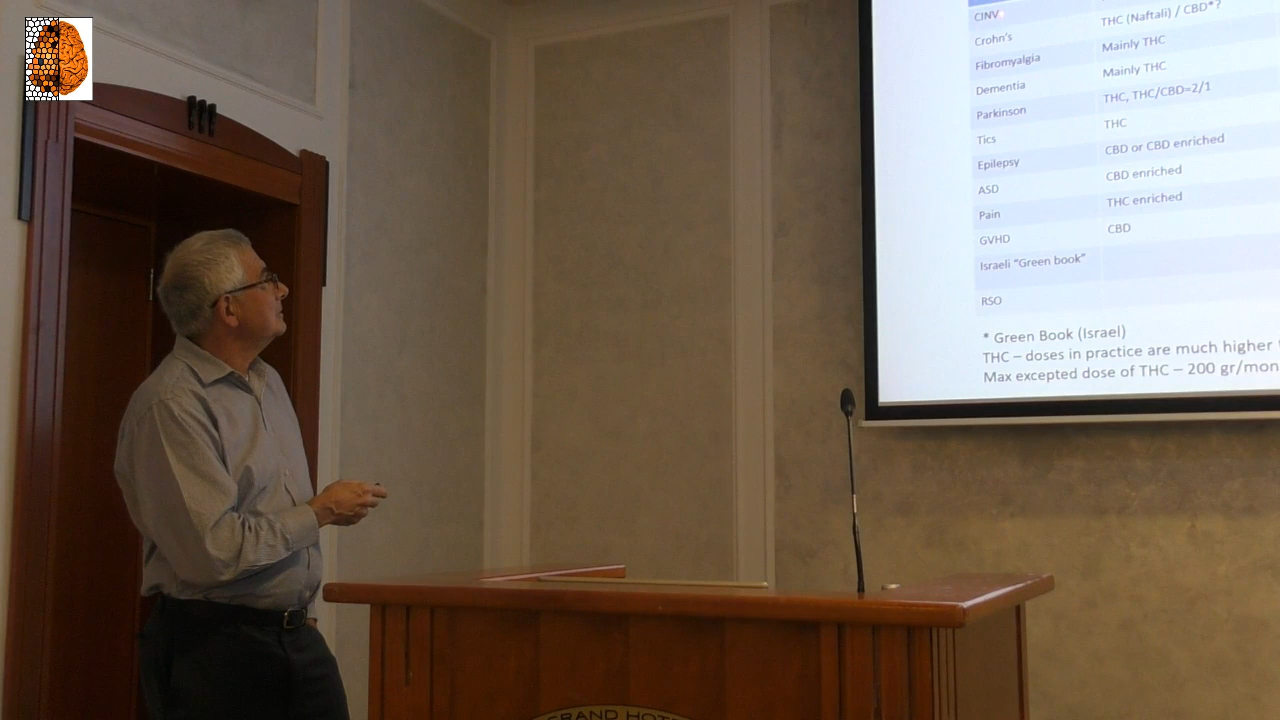 CINV
THC (Naftali) / CBD*?
Crohn's
Mainly THC
Fibromyalgia
Mainly THC
Dementia
THC, THC/CBD=2/1
Parkinson
THC
Tics
CBD or CBD enriched
Epilepsy
CBD enriched
ASD
THC enriched
Pain
CBD
GVHD
Israeli "Green book"
RSO
* Green Book (Israel)
THC – doses in practice are much higher
Max excepted dose of THC – 200 gr/mon
GRAND HOTE